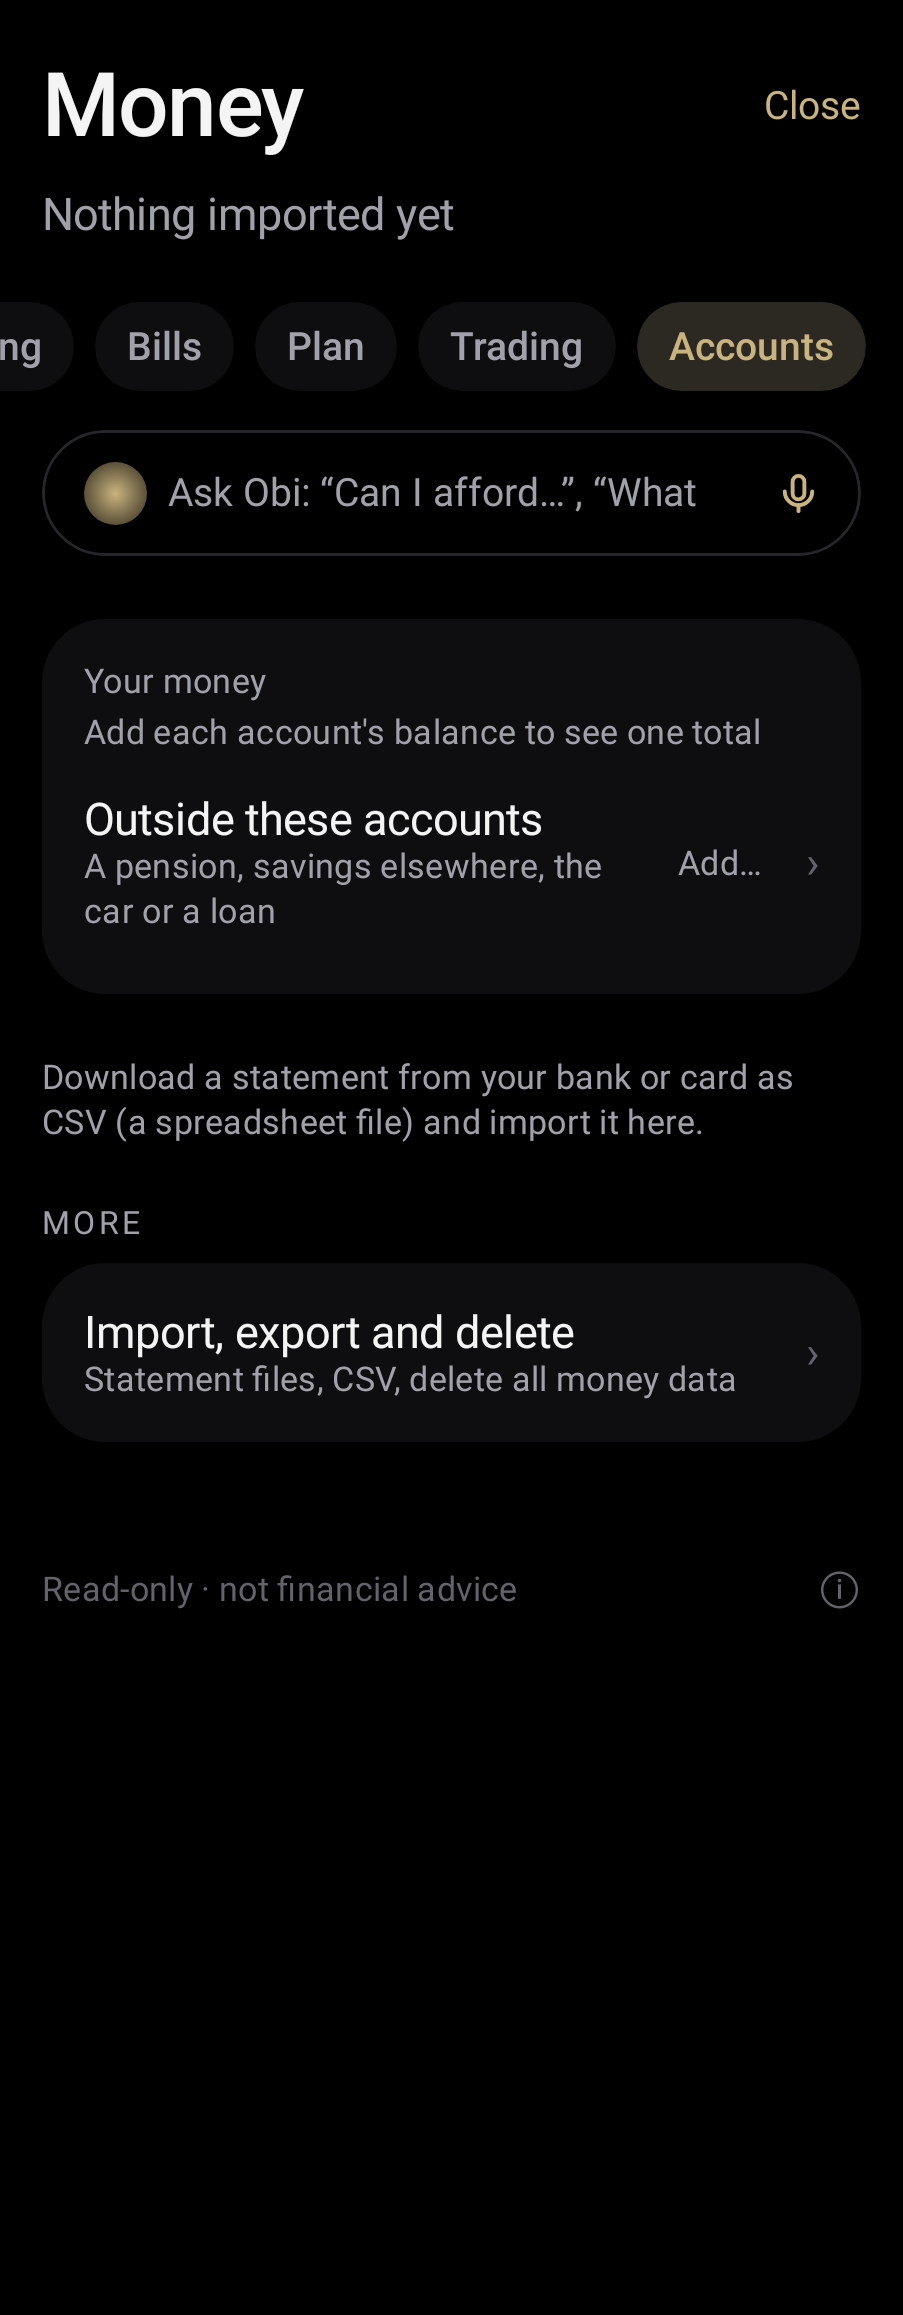 Money
Close
Nothing imported yet
ng
Bills
Plan
Trading
Accounts
Ask Obi: “Can I afford…”, “What
Your money
Add each account's balance to see one total
Outside these accounts
A pension, savings elsewhere, the
car or a loan
Add…
Download a statement from your bank or card as
CSV (a spreadsheet file) and import it here.
MORE
Import, export and delete
Statement files, CSV, delete all money data
Read-only · not financial advice